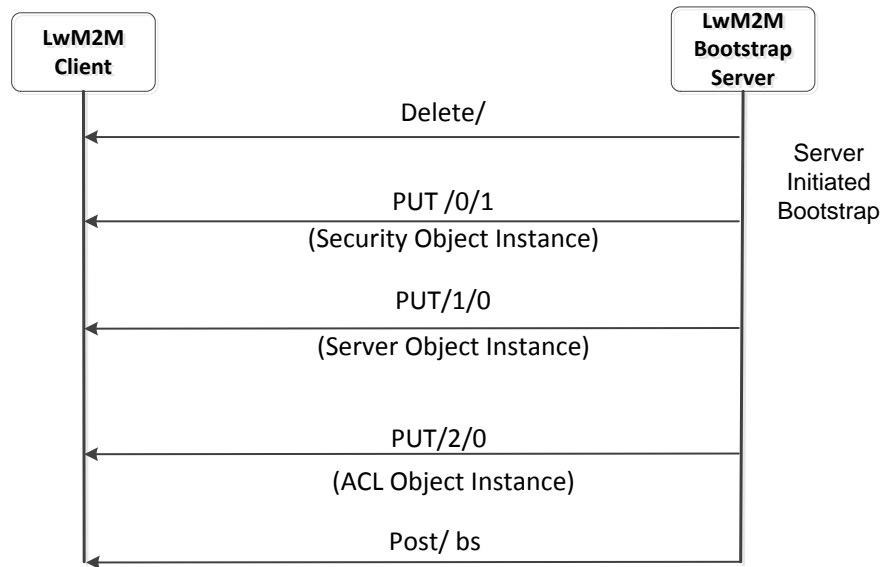 LwM2M
Client
LwM2M
Bootstrap
Server
Delete/
Server
Initiated
Bootstrap
PUT /0/1
(Security Object Instance)
PUT/1/0
(Server Object Instance)
PUT/2/0
(ACL Object Instance)
Post/ bs